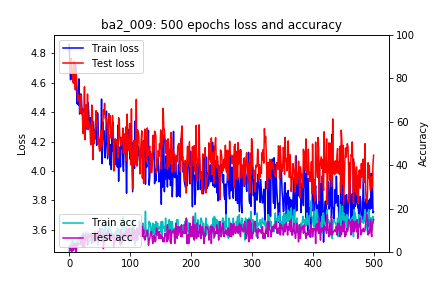 ba2_009: 500 epochs loss and accuracy
Train loss
Test loss
Train acc
Test acc
Loss
4.8
4.6
4.4
4.2
4.0
3.8
3.6
Accuracy
100
80
60
40
20
0
0 100 200 300 400 500